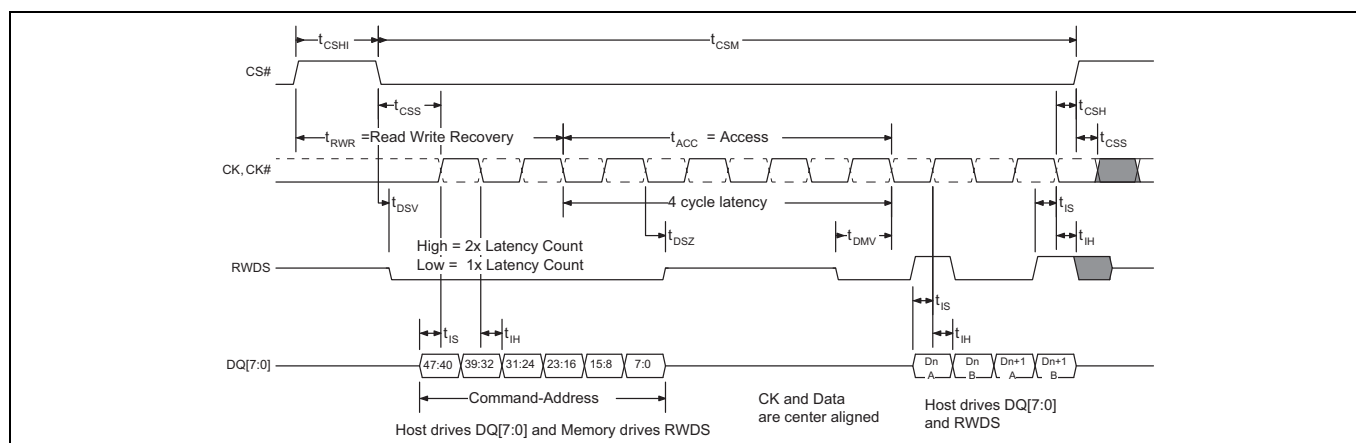 tCSHI
tCSM
CS#
tCSS
tCSH
tRWR =Read Write Recovery
tACC = Access
tCSS
CK, CK#
tDSV
4 cycle latency
tIS
tDSZ
tDMV
tIH
High = 2x Latency Count
Low = 1x Latency Count
RWDS
tIS
tIH
tIS
tIH
DQ[7:0]
47:40 39:32 31:24 23:16 15:8 7:0
Dn A
Dn B
Dn+1 A
Dn+1 B
Command-Address
CK and Data
are center aligned
Host drives DQ[7:0]
and RWDS
Host drives DQ[7:0] and Memory drives RWDS